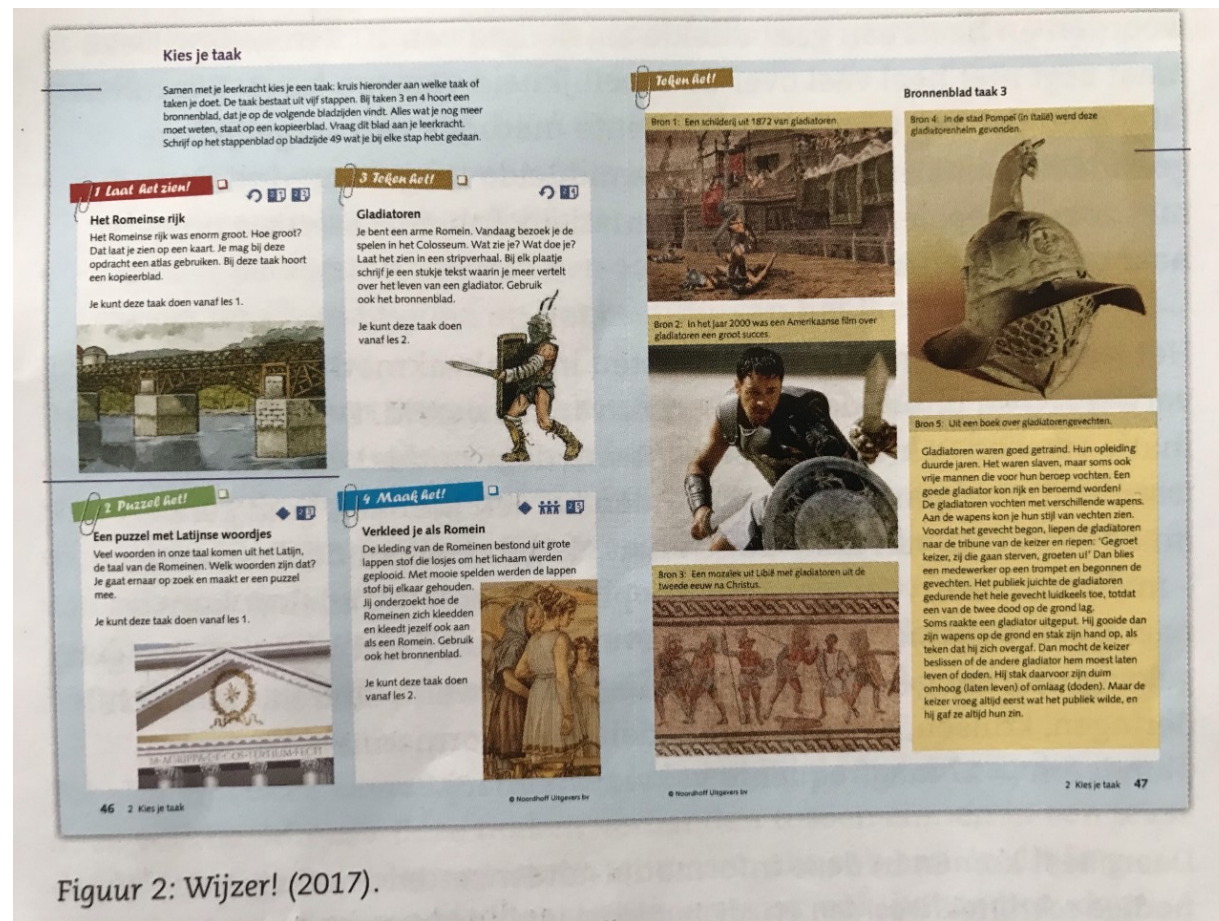 Kies je taak
Samen met je leerkracht kies je een taak: kruis hieronder aan welke taak of
taken je doet. De taak bestaat uit vijf stappen. Bij taken 3 en 4 hoort een
bronnenblad, dat je op de volgende bladzijden vindt. Alles wat je nog meer
moet weten, staat op een kopieerblad. Vraag dit blad aan je leerkracht.
Schrijf op het stappenblad op bladzijde 49 wat je bij elke stap hebt gedaan.
1 Laat het zien!
Het Romeinse rijk
Het Romeinse rijk was enorm groot. Hoe groot?
Dat laat je zien op een kaart. Je mag bij deze
opdracht een atlas gebruiken. Bij deze taak hoort
een kopieerblad.
Je kunt deze taak doen vanaf les 1.
2 Puzzel het!
Een puzzel met Latijnse woordjes
Veel woorden in onze taal komen uit het Latijn,
de taal van de Romeinen. Welk woorden zijn dat?
Je gaat ernaar op zoek en maakt er een puzzel
mee.
Je kunt deze taak doen vanaf les 1.
3 Teken het!
Gladiatoren
Je bent een arme Romein. Vandaag bezoek je de
spelen in het Colosseum. Wat zie je? Wat doe je?
Laat het zien in een stripverhaal. Bij elk plaatje
schrijf je een stukje tekst waarin je meer vertelt
over het leven van een gladiator. Gebruik
ook het bronnenblad.
Je kunt deze taak doen
vanaf les 2.
4 Maak het!
Verkleed je als Romein
De kleding van de Romeinen bestond uit grote
lappen stof die losjes om het lichaam werden
geplooid. Met mooie spelden werden de lappen
stof bij elkaar gehouden.
Jij onderzoekt hoe de
Romeinen zich kleedden
en kleedt jezelf ook aan
als een Romein. Gebruik
ook het bronnenblad.
Je kunt deze taak doen
vanaf les 2.
46 2 Kies je taak
© Noordhoff Uitgevers bv
Teken het!
Bronnenblad taak 3
Bron 1: Een schilderij uit 1872 van gladiatoren.
Bron 2: In het jaar 2000 was een Amerikaanse film over
gladiatoren een groot succes.
Bron 3: Een mozaïek uit Libië met gladiatoren uit de
tweede eeuw na Christus.
Bron 4: In de stad Pompeï (in Italië) werd deze
gladiatorenhelm gevonden.
Bron 5: Uit een boek over gladiatorengevechten.
Gladiatoren waren goed getraind. Hun opleiding
duurde jaren. Het waren slaven, maar soms ook
vrije mannen die voor hun beroep vochten. Een
goede gladiator kon rijk en beroemd worden!
De gladiatoren vochten met verschillende wapens.
Aan de wapens kon je hun stijl van vechten zien.
Voordat het gevecht begon, liepen de gladiatoren
naar de tribune van de keizer en riepen: 'Gegroet
keizer, zij die gaan sterven, groeten u!' Dan blies
een medewerker op een trompet en begonnen de
gevechten. Het publiek juichte de gladiatoren
gedurende het hele gevecht luidkeels toe, totdat
een van de twee dood op de grond lag.
Soms raakte een gladiator uitgeput. Hij gooide dan
zijn wapens op de grond en stak zijn hand op, als
teken dat hij zich overgaf. Dan mocht de keizer
beslissen of de andere gladiator hem moest laten
leven of doden. Hij stak daarvoor zijn duim
omhoog (laten leven) of omlaag (doden). Maar de
keizer vroeg altijd eerst wat het publiek wilde, en
hij gaf ze altijd hun zin.
© Noordhoff Uitgevers bv
2 Kies je taak 47
Figuur 2: Wijzer! (2017).